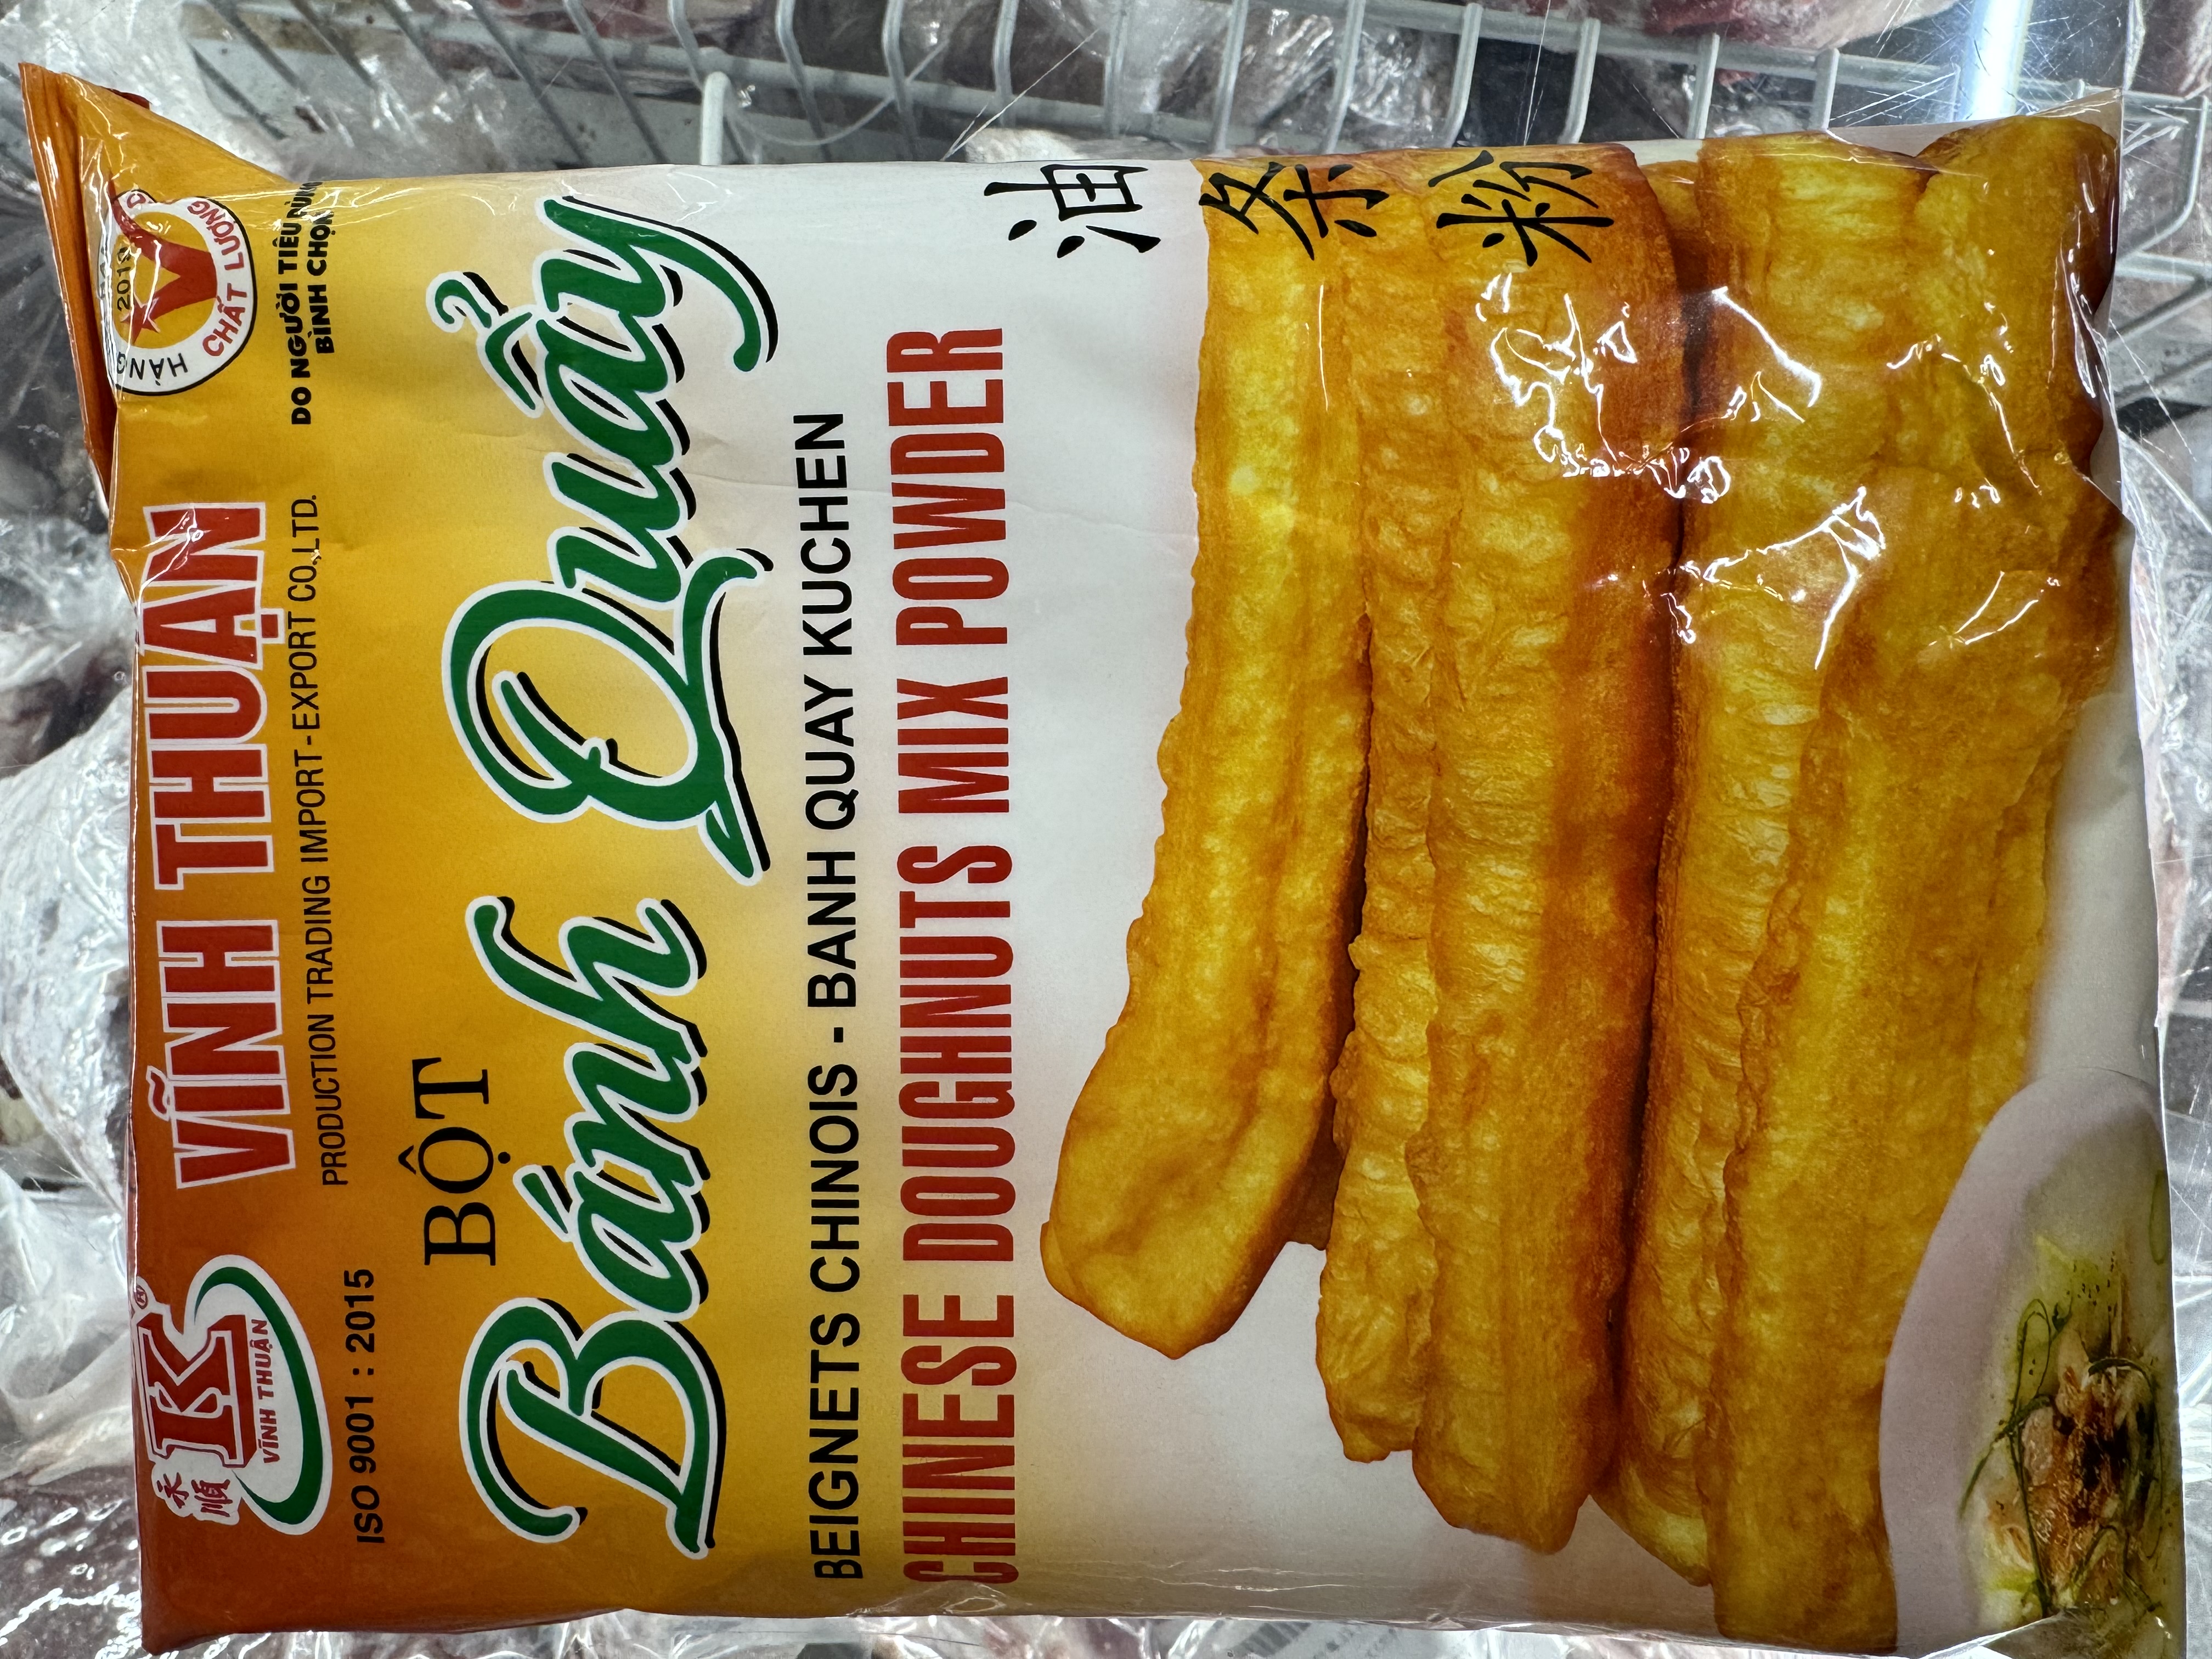 永順
K ®
VĨNH THUẬN
VĨNH THUẬN
PRODUCTION TRADING IMPORT-EXPORT CO.,LTD.
ISO 9001 : 2015
HÀNG
CHẤT LƯỢNG
2019
DO NGƯỜI TIÊU DÙNG
BÌNH CHỌN
BỘT
Bánh Quẩy
BEIGNETS CHINOIS - BANH QUAY KUCHEN
CHINESE DOUGHNUTS MIX POWDER
油
条
粉